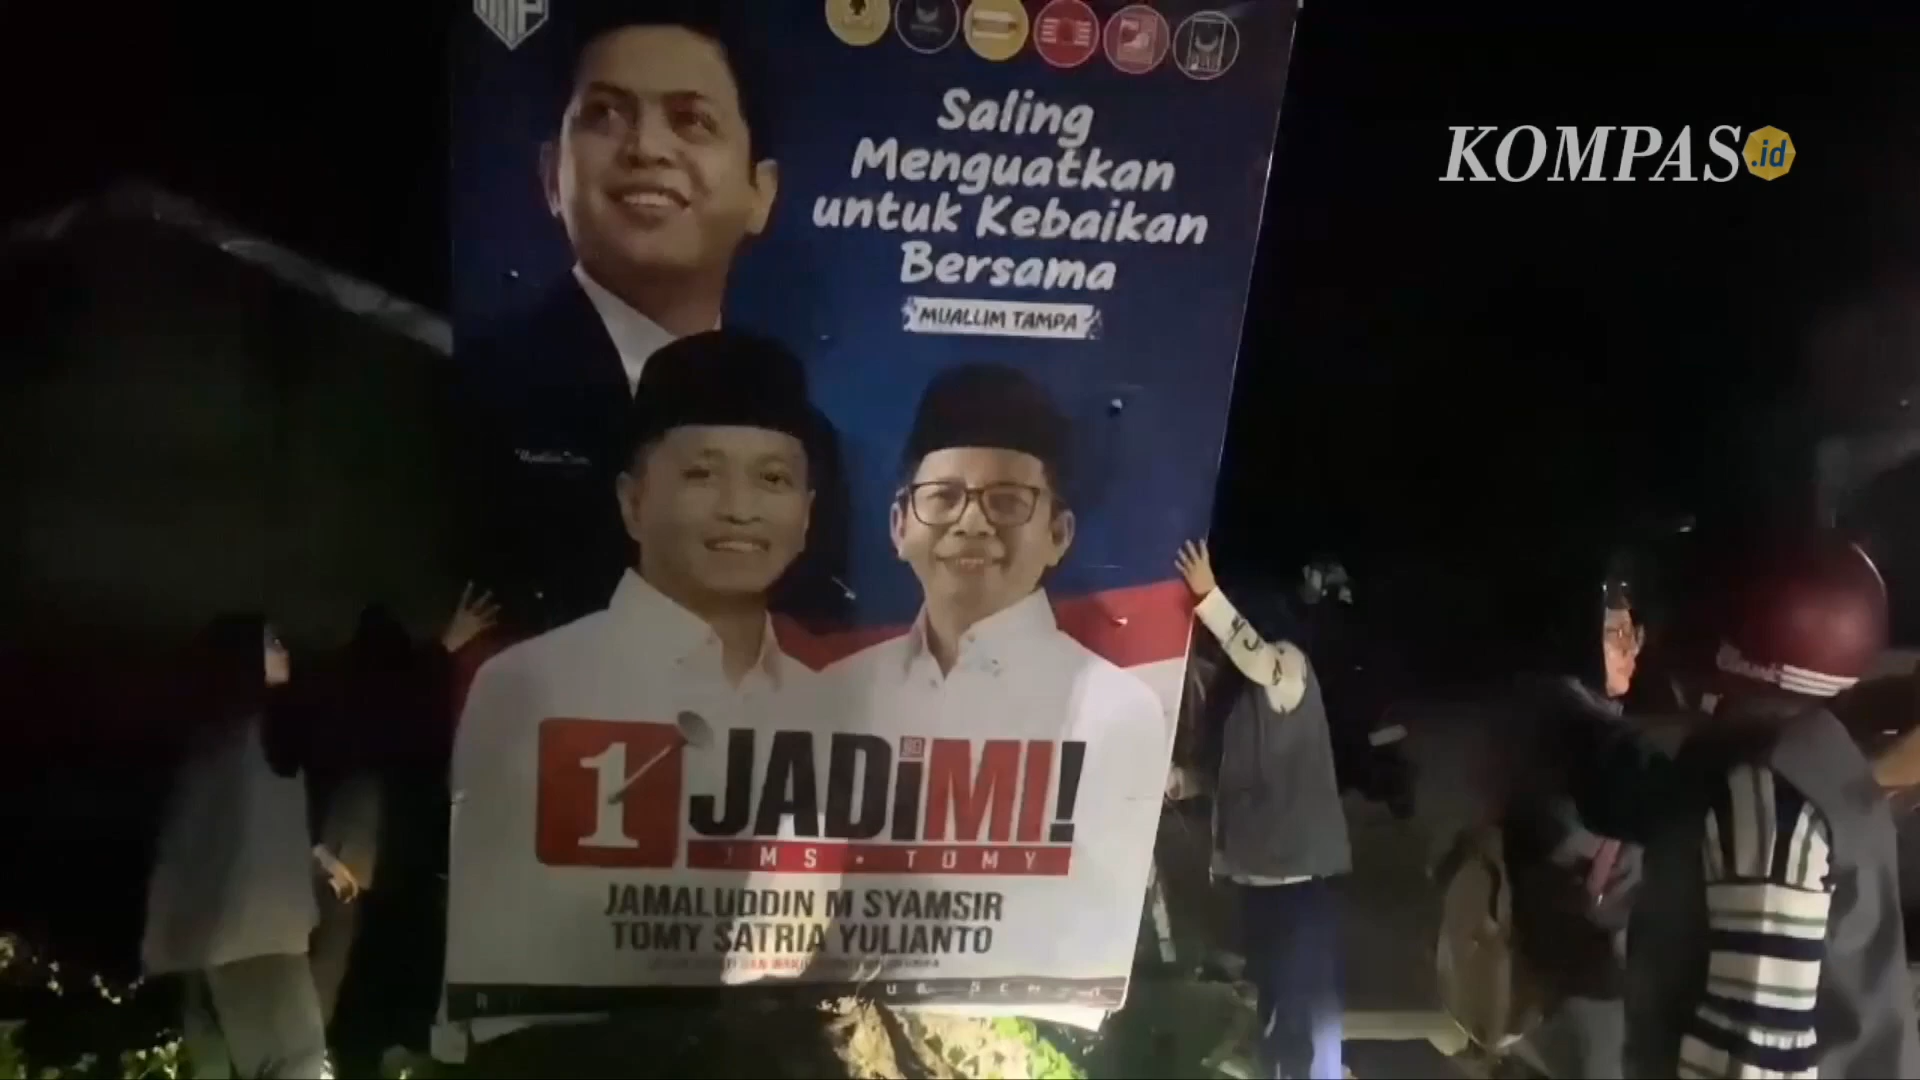 Saling
Menguatkan
untuk Kebaikan
Bersama
MUALLIM TAMPA
KOMPAS.id
1 JADiMI!
JMS • TOMY
JAMALUDDIN M SYAMSIR
TOMY SATRIA YULIANTO